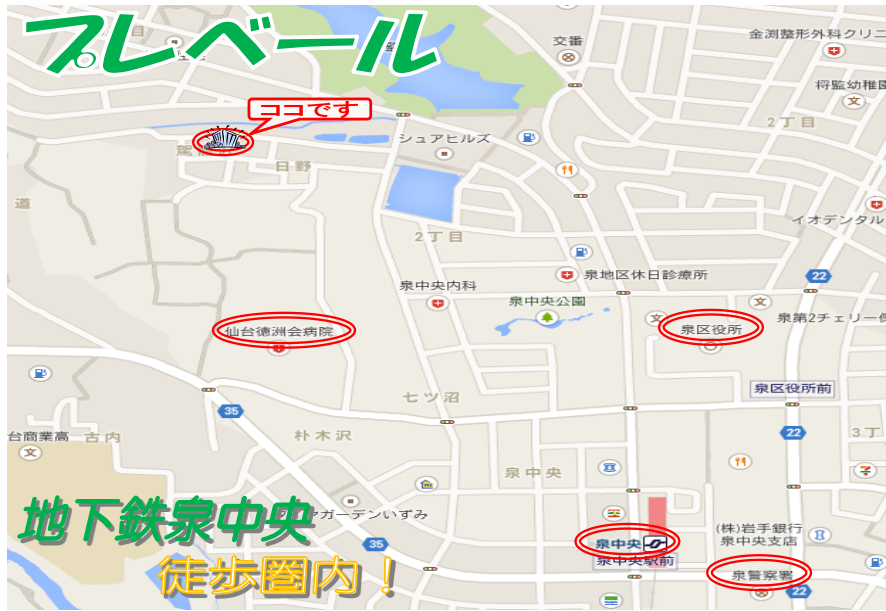 プレベール
交番
金渕整形外科クリニ
将監幼稚園
ココです
2丁目
シュアヒルズ
日野
道
イオデンタル
2丁目
22
泉地区休日診療所
泉中央内科
泉中央公園
仙台徳洲会病院
泉区役所
泉第2チェリー保
泉区役所前
七ツ沼
35
22
3丁
台商業高
古内
朴木沢
泉中央
地下鉄泉中央
ガーデンいずみ
(株)岩手銀行
泉中央支店
35
泉中央
泉中央駅前
徒歩圏内！
泉警察署
22